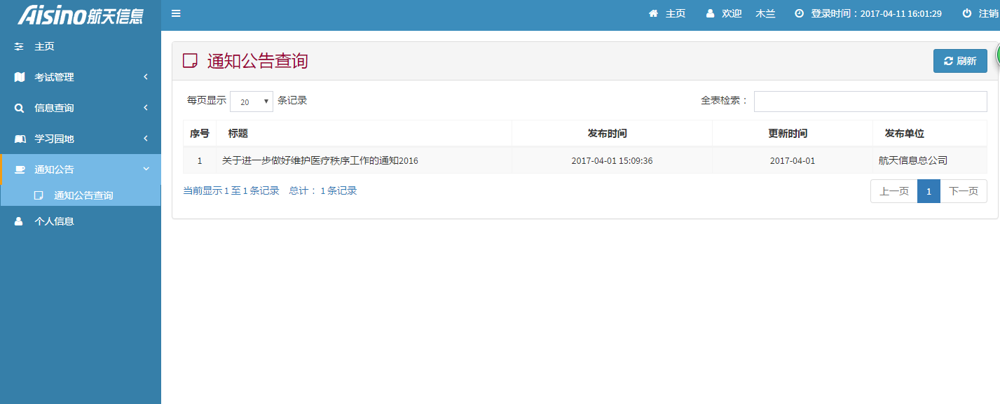 Aisino航天信息
主页 欢迎 木兰 登录时间：2017-04-11 16:01:29 注销
主页
考试管理
信息查询
学习园地
通知公告
通知公告查询
个人信息
通知公告查询 刷新
每页显示 20 条记录 全表检索：
序号 标题 发布时间 更新时间 发布单位
1 关于进一步做好维护医疗秩序工作的通知2016 2017-04-01 15:09:36 2017-04-01 航天信息总公司
当前显示 1 至 1 条记录 总计： 1 条记录 上一页 1 下一页